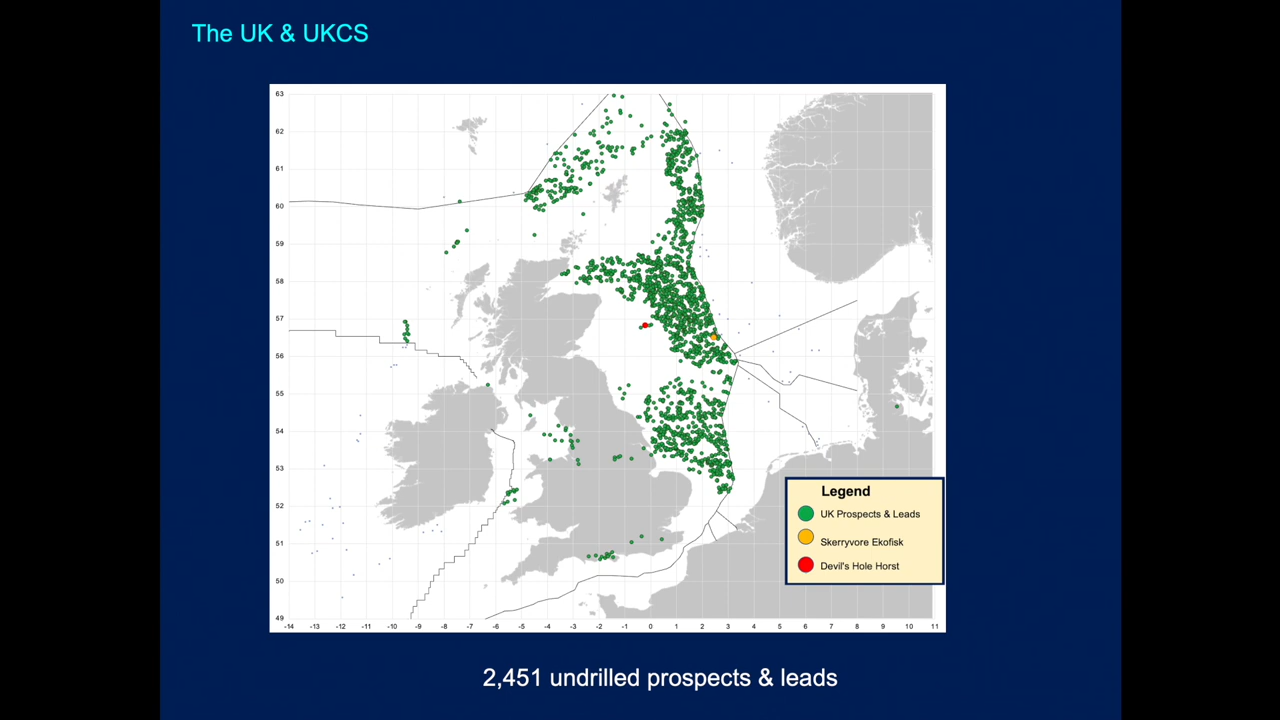 The UK & UKCS
63
62
61
60
59
58
57
56
55
54
53
52
51
50
49
-14 -13 -12 -11 -10 -9 -8 -7 -6 -5 -4 -3 -2 -1 0 1 2 3 4 5 6 7 8 9 10 11
Legend
UK Prospects & Leads
Skerryvore Ekofisk
Devil's Hole Horst
2,451 undrilled prospects & leads